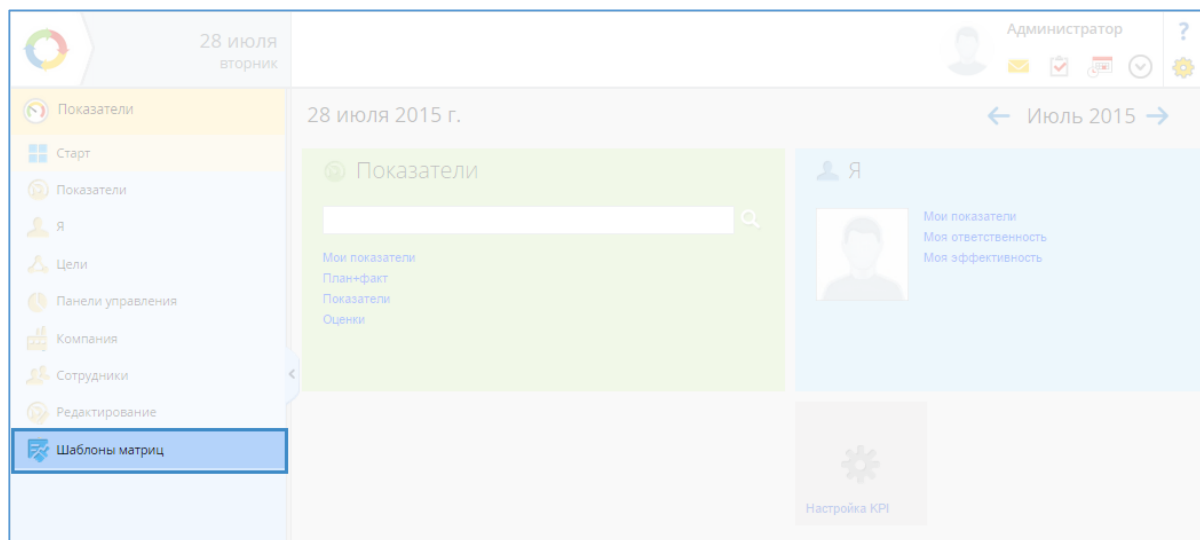 28 июля
вторник
Администратор
?
Показатели
Старт
Показатели
Я
Цели
Панели управления
Компания
Сотрудники
Редактирование
Шаблоны матриц
28 июля 2015 г.
Июль 2015
Показатели
Мои показатели
План+факт
Показатели
Оценки
Я
Мои показатели
Моя ответственность
Моя эффективность
Настройка KPI